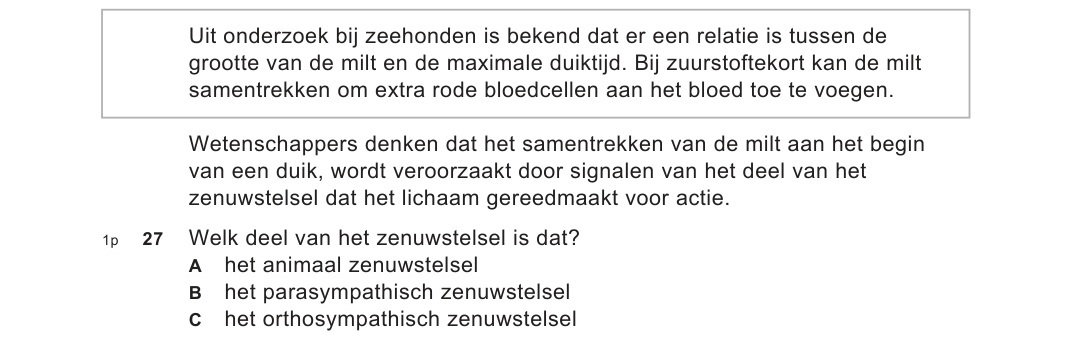 Uit onderzoek bij zeehonden is bekend dat er een relatie is tussen de
grootte van de milt en de maximale duiktijd. Bij zuurstoftekort kan de milt
samentrekken om extra rode bloedcellen aan het bloed toe te voegen.
Wetenschappers denken dat het samentrekken van de milt aan het begin
van een duik, wordt veroorzaakt door signalen van het deel van het
zenuwstelsel dat het lichaam gereedmaakt voor actie.
1p 27 Welk deel van het zenuwstelsel is dat?
A het animaal zenuwstelsel
B het parasympathisch zenuwstelsel
C het orthosympathisch zenuwstelsel